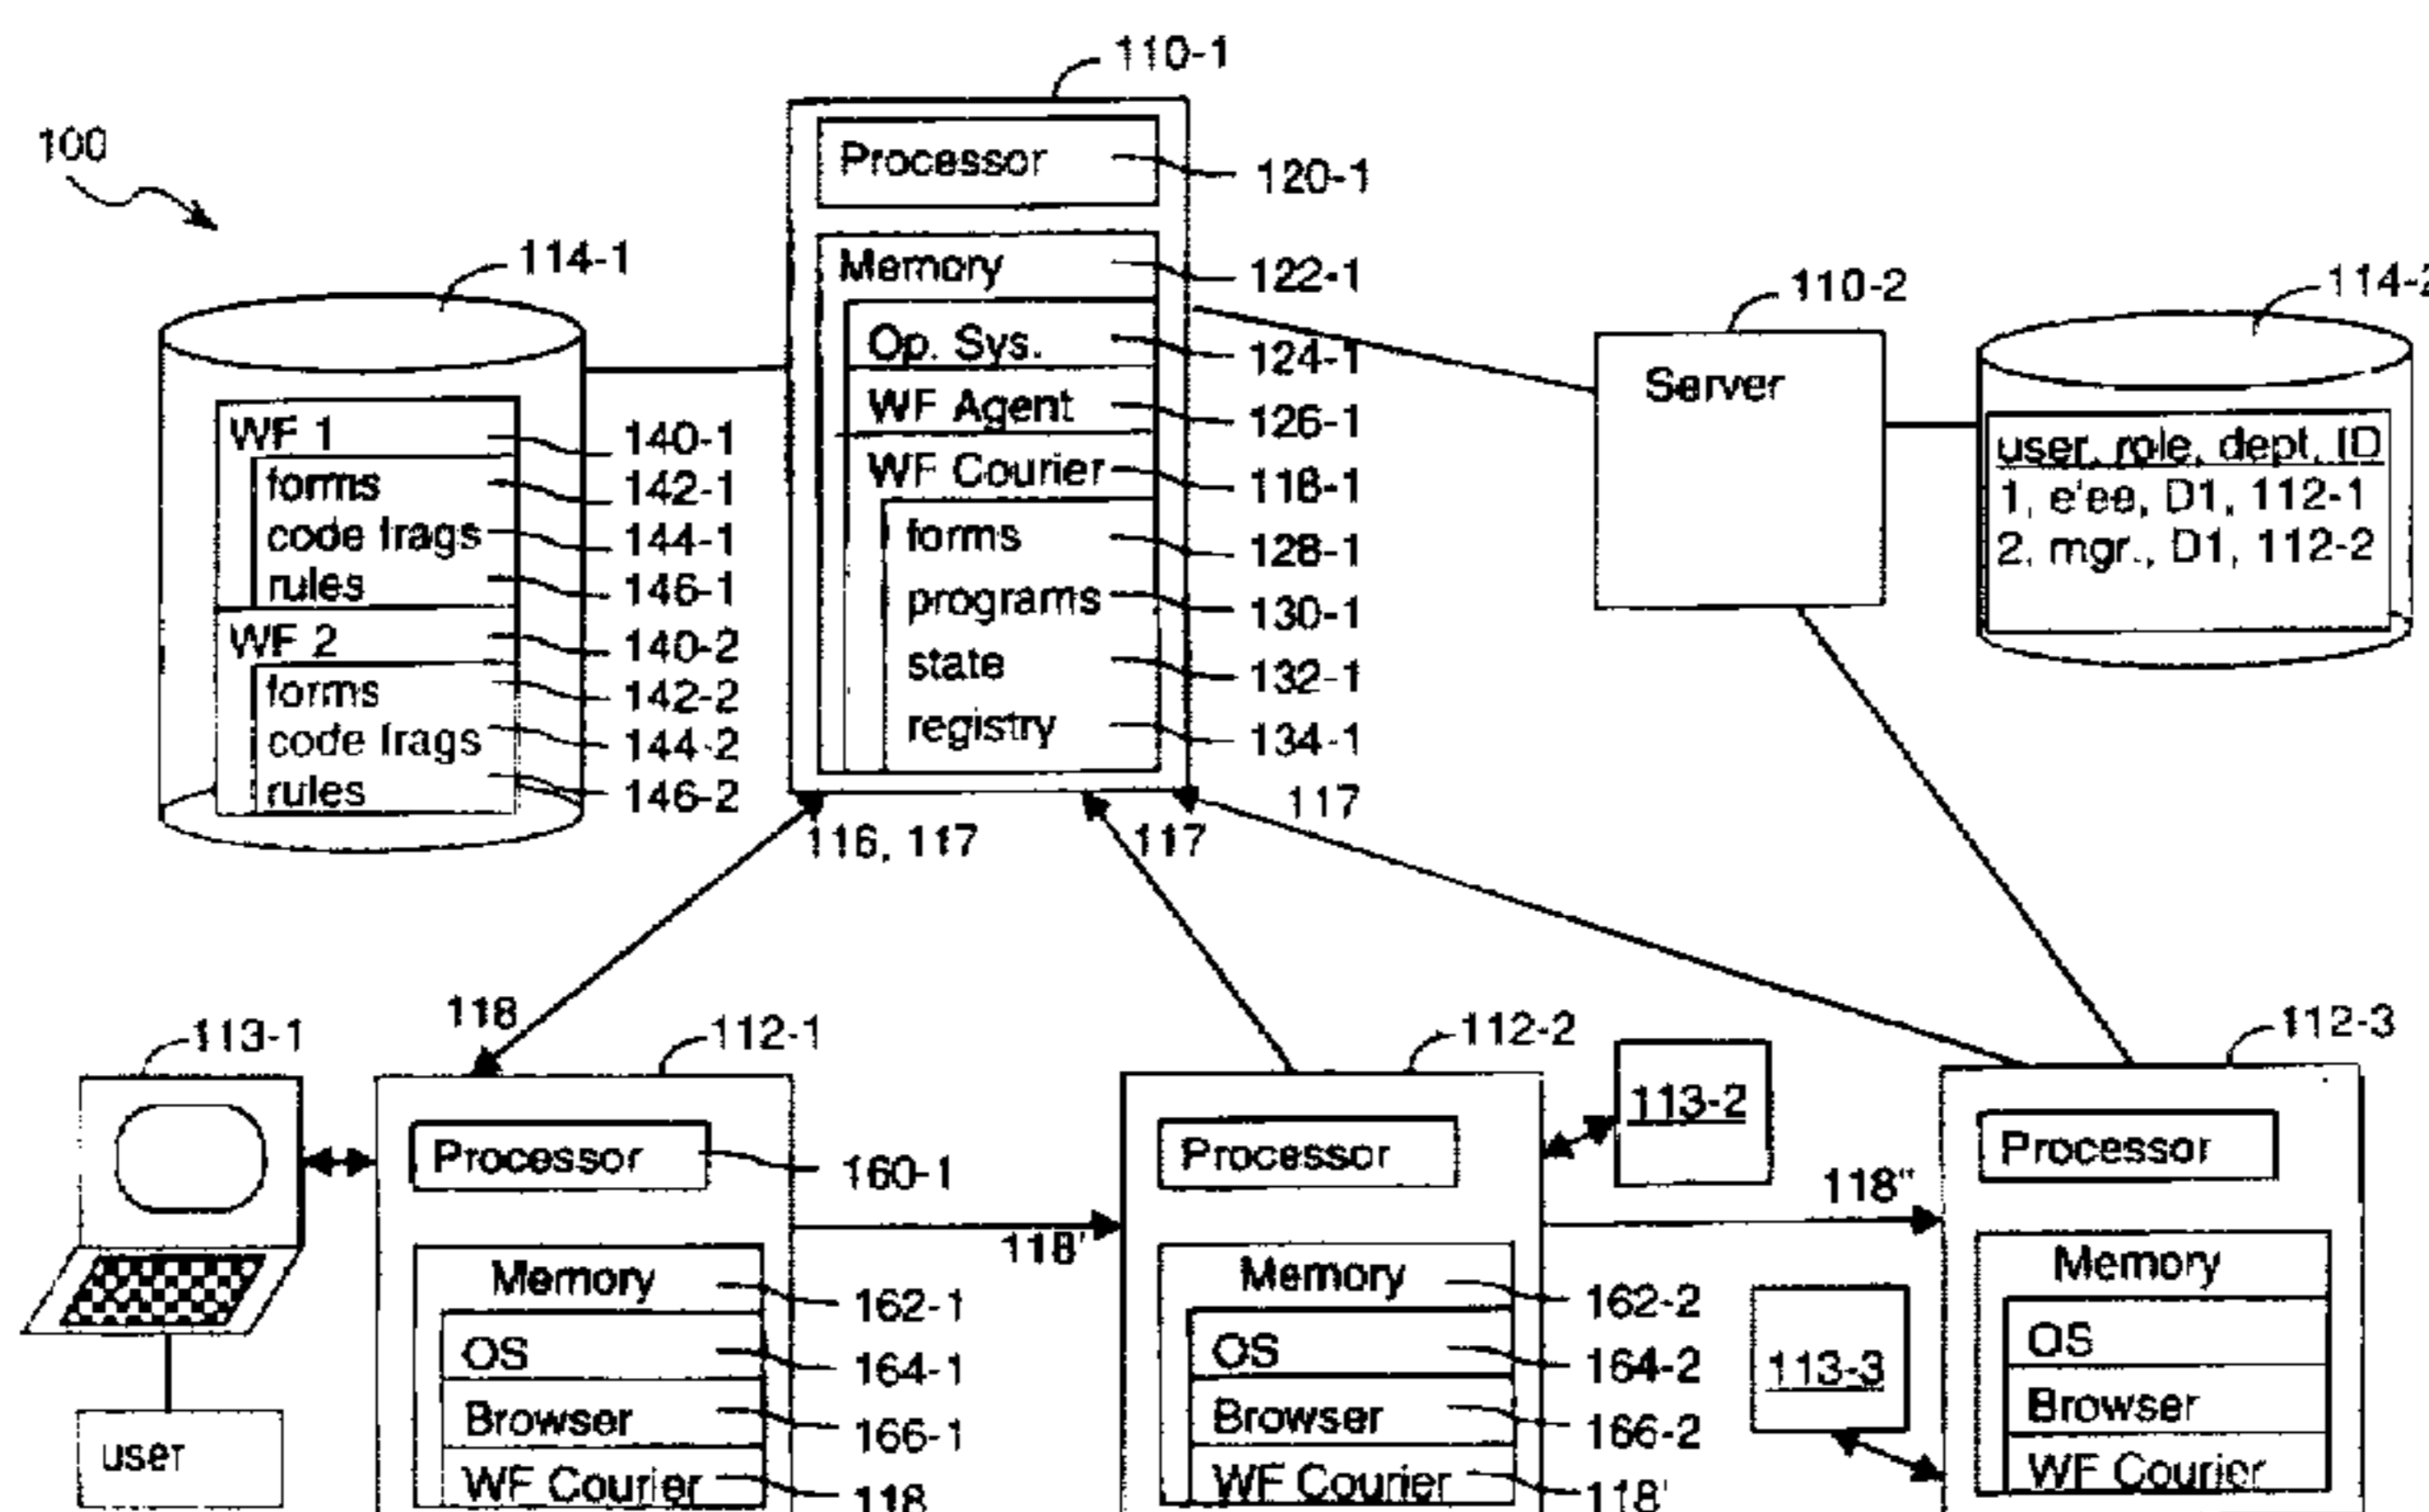 110-1
100
Processor
120-1
114-1
Memory
122-1
110-2
114-2
Op. Sys.
124-1
Server
WF Agent
126-1
WF 1
140-1
user, role, dept, ID
forms
142-1
WF Courier
118-1
1, e'ee, D1, 112-1
code frags
144-1
forms
128-1
2, mgr., D1, 112-2
rules
146-1
programs
130-1
WF 2
140-2
state
132-1
forms
142-2
code frags
144-2
registry
134-1
rules
146-2
117
116, 117
117
118
113-1
112-1
112-2
112-3
113-2
Processor
160-1
Processor
Processor
118'
118"
Memory
162-1
Memory
162-2
Memory
OS
164-1
OS
164-2
113-3
OS
Browser
166-1
Browser
166-2
Browser
user
WF Courier
118
WF Courier
118'
WF Courier